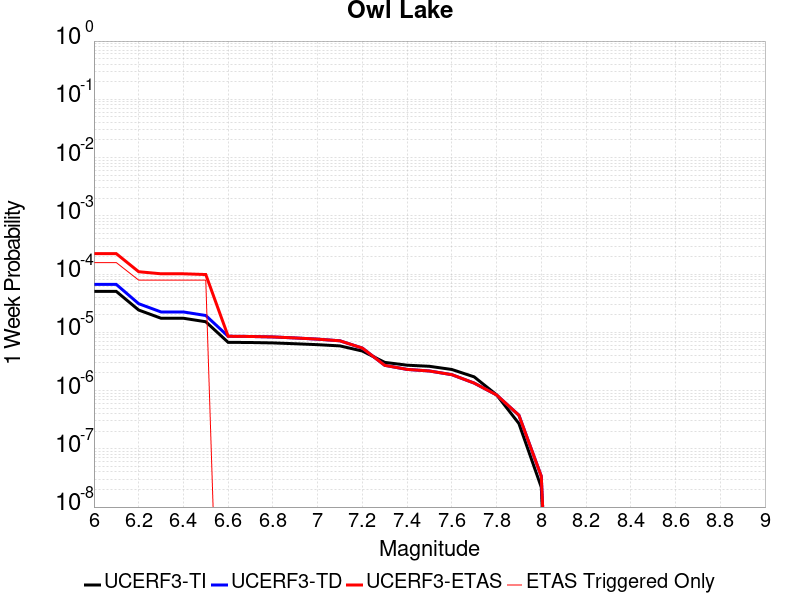 Owl Lake
10 0
10 -1
10 -2
10 -3
10 -4
10 -5
10 -6
10 -7
10 -8
1 Week Probability
6 6.2 6.4 6.6 6.8 7 7.2 7.4 7.6 7.8 8 8.2 8.4 8.6 8.8 9
Magnitude
UCERF3-TI UCERF3-TD UCERF3-ETAS ETAS Triggered Only